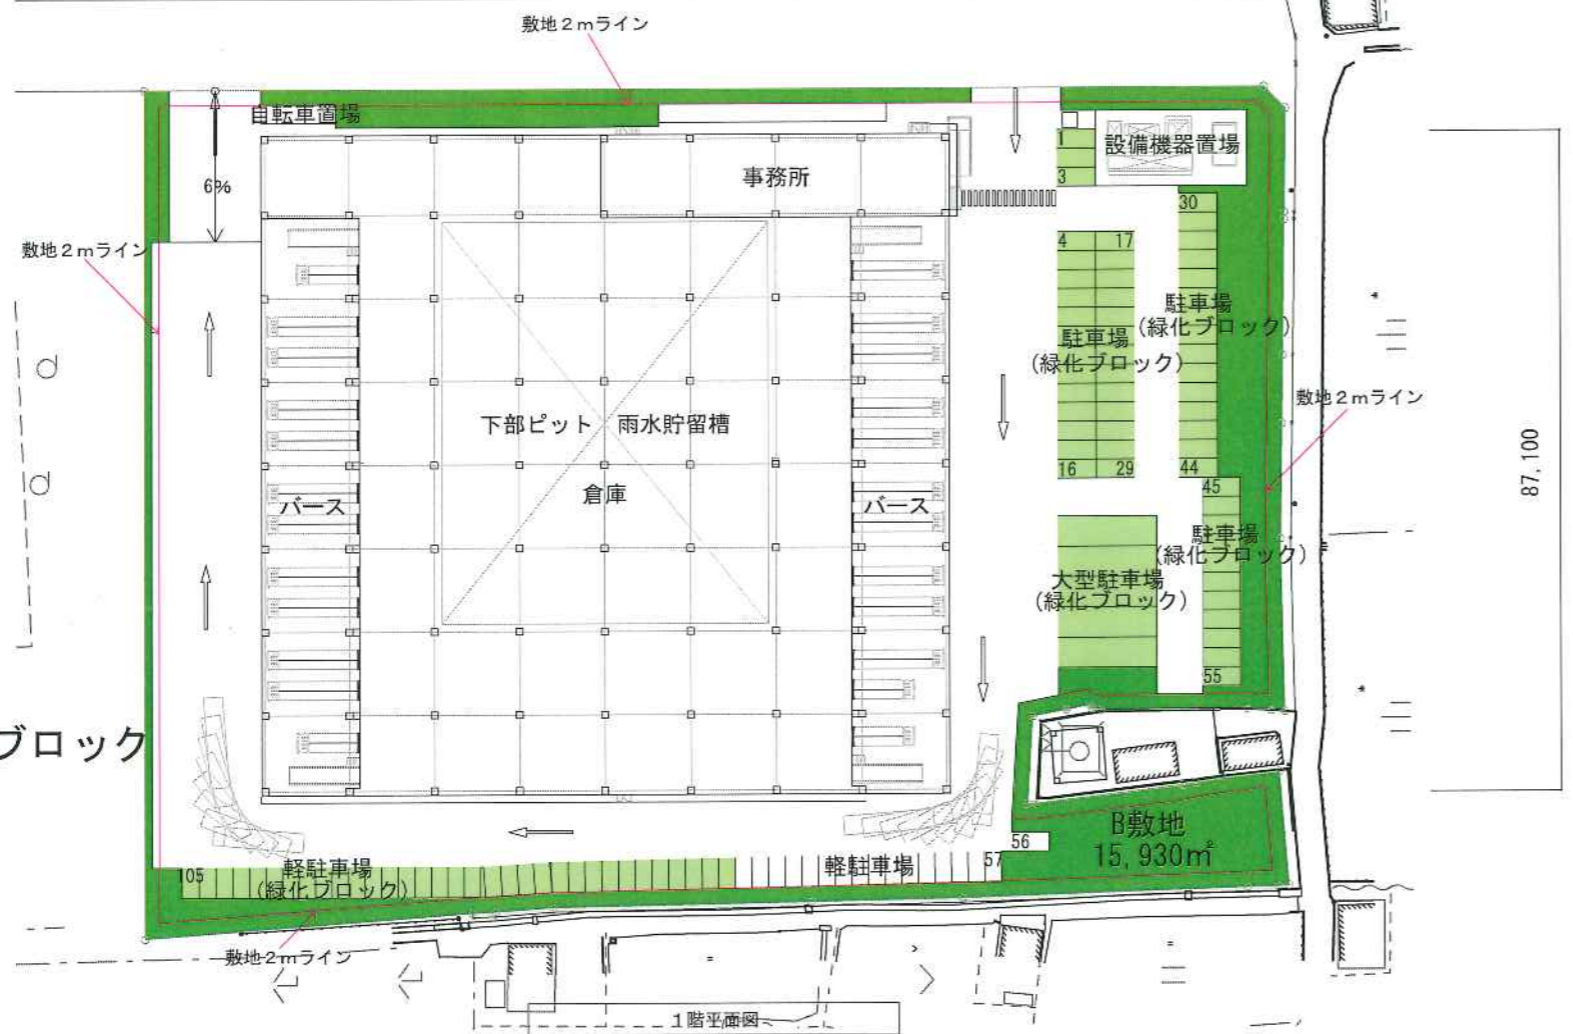 敷地２ｍライン
自転車置場
設備機器置場
1
3
事務所
6%
30
4
17
敷地２ｍライン
駐車場
(緑化ブロック)
駐車場
(緑化ブロック)
敷地２ｍライン
下部ピット 雨水貯留槽
87,100
16
29
44
45
倉庫
バース
バース
駐車場
(緑化ブロック)
大型駐車場
(緑化ブロック)
55
ブロック
B敷地
15,930㎡
56
57
軽駐車場
105
軽駐車場
(緑化ブロック)
敷地２ｍライン
１階平面図